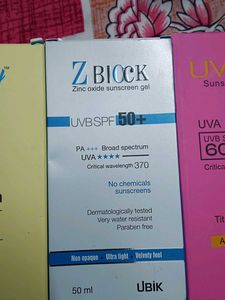 Z BLOCK
Zinc oxide sunscreen gel
UVB SPF 50+
PA +++ Broad spectrum
UVA ★★★★
Critical wavelength 370
No chemicals
sunscreens
Dermatologically tested
Very water resistant
Paraben free
Non opaque Ultra light Velvety feel
50 ml UBIK
UV
Suns
UVA
UVB S
60
Critical
Tit
A